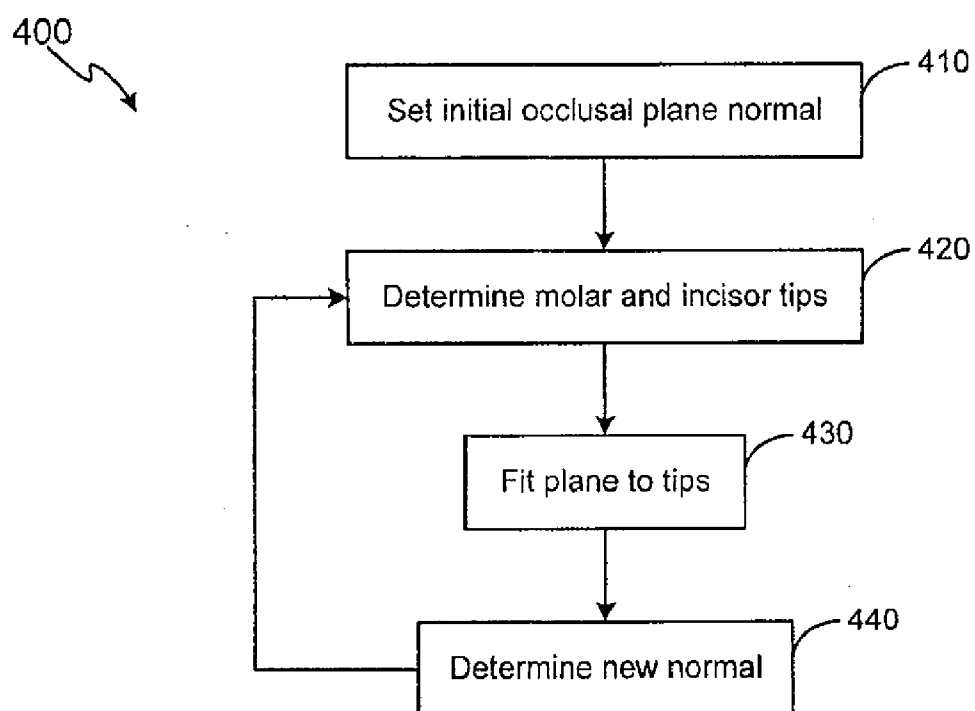 400
410
Set initial occlusal plane normal
420
Determine molar and incisor tips
430
Fit plane to tips
440
Determine new normal